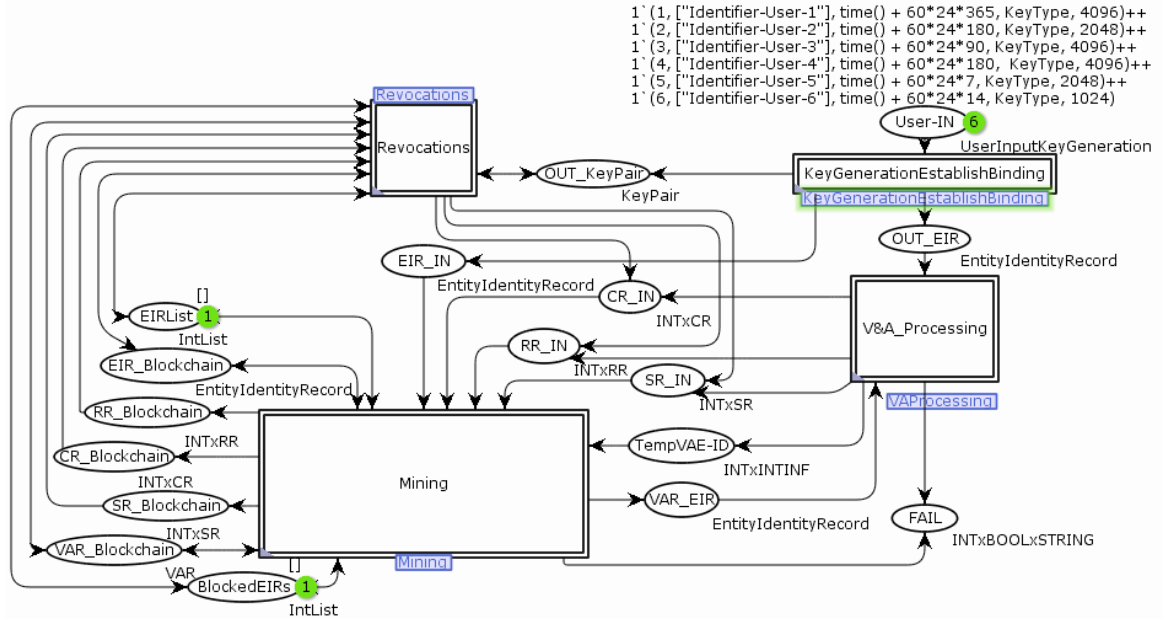 1`(1, ["Identifier-User-1"], time() + 60*24*365, KeyType, 4096)++
1`(2, ["Identifier-User-2"], time() + 60*24*180, KeyType, 2048)++
1`(3, ["Identifier-User-3"], time() + 60*24*90, KeyType, 4096)++
1`(4, ["Identifier-User-4"], time() + 60*24*180,  KeyType, 4096)++
1`(5, ["Identifier-User-5"], time() + 60*24*7, KeyType, 2048)++
1`(6, ["Identifier-User-6"], time() + 60*24*14, KeyType, 1024)
Revocations
User-IN
6
Revocations
UserInputKeyGeneration
OUT_KeyPair
KeyGenerationEstablishBinding
KeyPair
KeyGenerationEstablishBinding
OUT_EIR
EIR_IN
EntityIdentityRecord
EntityIdentityRecord
[]
CR_IN
EIRList
1
INTxCR
V&A_Processing
IntList
RR_IN
EIR_Blockchain
INTxRR
SR_IN
EntityIdentityRecord
INTxSR
VAProcessing
RR_Blockchain
INTxRR
TempVAE-ID
CR_Blockchain
INTxINTINF
INTxCR
Mining
VAR_EIR
SR_Blockchain
EntityIdentityRecord
FAIL
INTxSR
INTxBOOLxSTRING
VAR_Blockchain
Mining
[]
VAR
BlockedEIRs
1
IntList